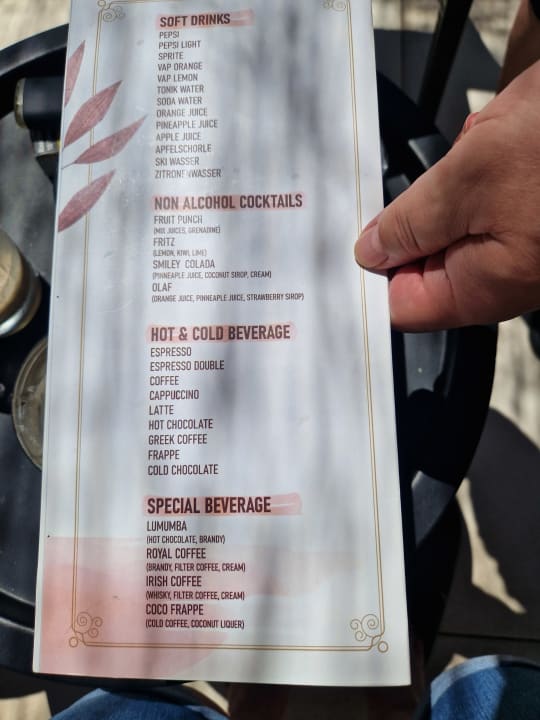 SOFT DRINKS
PEPSI
PEPSI LIGHT
SPRITE
VAP ORANGE
VAP LEMON
TONIK WATER
SODA WATER
ORANGE JUICE
PINEAPPLE JUICE
APPLE JUICE
APFELSCHORLE
SKI WASSER
ZITRONENWASSER
NON ALCOHOL COCKTAILS
FRUIT PUNCH
(MIX JUICES, GRENADINE)
FRITZ
(LEMON, KIWI, LIME)
SMILEY COLADA
(PINNEAPLE JUICE, COCONUT SIROP, CREAM)
OLAF
(ORANGE JUICE, PINNEAPLE JUICE, STRAWBERRY SIROP)
HOT & COLD BEVERAGE
ESPRESSO
ESPRESSO DOUBLE
COFFEE
CAPPUCCINO
LATTE
HOT CHOCOLATE
GREEK COFFEE
FRAPPE
COLD CHOCOLATE
SPECIAL BEVERAGE
LUMUMBA
(HOT CHOCOLATE, BRANDY)
ROYAL COFFEE
(BRANDY, FILTER COFFEE, CREAM)
IRISH COFFEE
(WHISKY, FILTER COFFEE, CREAM)
COCO FRAPPE
(COLD COFFEE, COCONUT LIQUER)